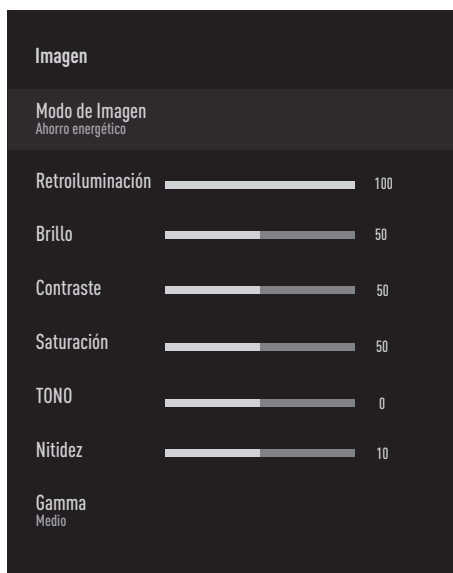 Imagen
Modo de Imagen
Ahorro energético
Retroiluminación 100
Brillo 50
Contraste 50
Saturación 50
TONO 0
Nitidez 10
Gamma
Medio